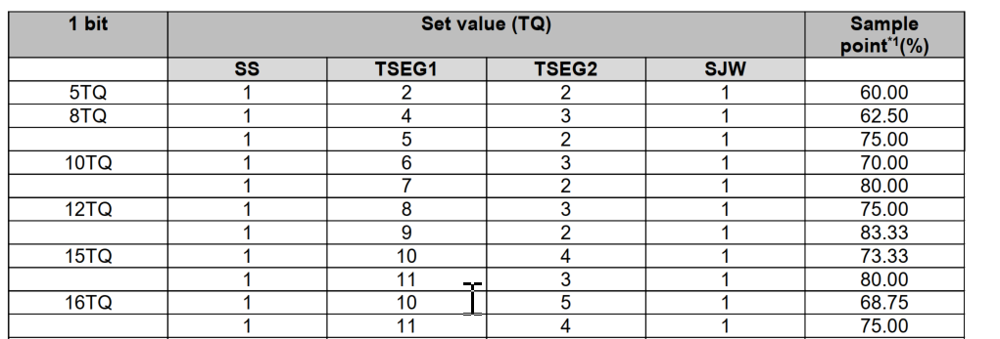 1 bit Set value (TQ) Sample
point*1(%)
SS TSEG1 TSEG2 SJW
5TQ 1 2 2 1 60.00
8TQ 1 4 3 1 62.50
1 5 2 1 75.00
10TQ 1 6 3 1 70.00
1 7 2 1 80.00
12TQ 1 8 3 1 75.00
1 9 2 1 83.33
15TQ 1 10 4 1 73.33
1 11 3 1 80.00
16TQ 1 10 5 1 68.75
1 11 4 1 75.00